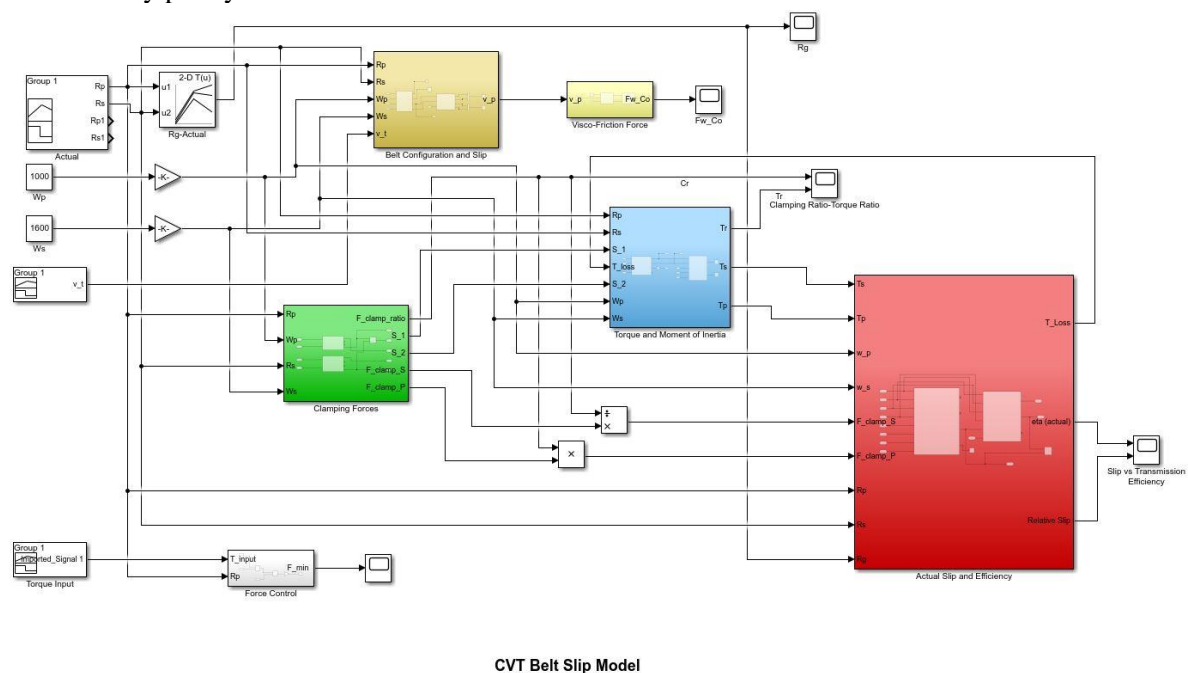 Rg
Group 1
Rp
Rs
Rp1
Rs1
Actual
2-D T(u)
u1
u2
Rg-Actual
Rp
Rs
Wp
Ws
v_t
v_p
Belt Configuration and Slip
v_p
Fw_Co
Visco-Friction Force
Fw_Co
1000
Wp
-K-
1600
Ws
-K-
Group 1
v_t
Cr
Tr
Clamping Ratio-Torque Ratio
Rp
Rs
S_1
T_loss
S_2
Wp
Ws
Tr
Ts
Tp
Torque and Moment of Inertia
Rp
Wp
Rs
Ws
F_clamp_ratio
S_1
S_2
F_clamp_S
F_clamp_P
Clamping Forces
÷
×
×
Ts
Tp
w_p
w_s
F_clamp_S
F_clamp_P
Rp
Rs
Rg
T_Loss
eta (actual)
Relative Slip
Actual Slip and Efficiency
Slip vs Transmission
Efficiency
Group 1
Imported_Signal 1
Torque Input
T_input
Rp
F_min
Force Control
CVT Belt Slip Model